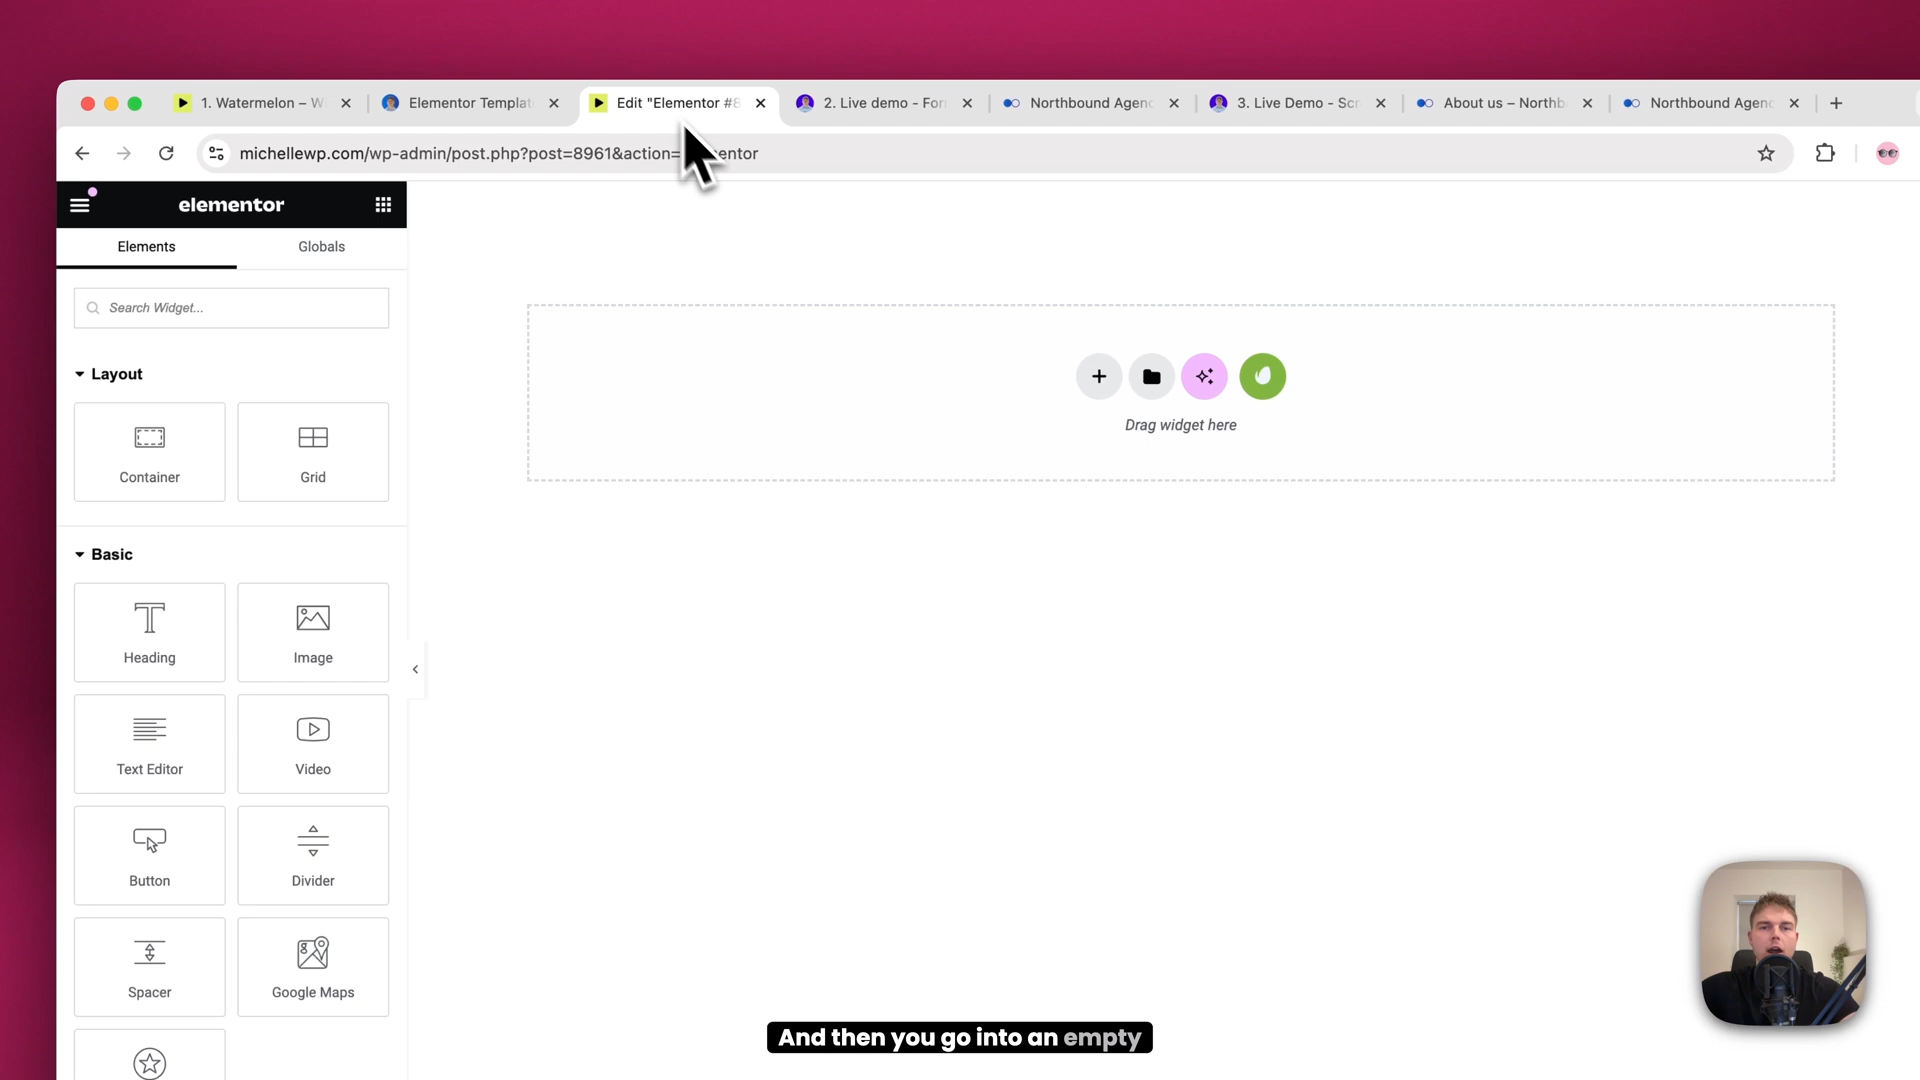 1. Watermelon – W
Elementor Templat
Edit "Elementor #8
2. Live demo - For
Northbound Agenc
3. Live Demo - Scr
About us – Northb
Northbound Agenc
michellewp.com/wp-admin/post.php?post=8961&action= entor
elementor
Elements
Globals
Search Widget...
Layout
Container
Grid
Drag widget here
Basic
Heading
Image
Text Editor
Video
Button
Divider
Spacer
Google Maps
And then you go into an empty